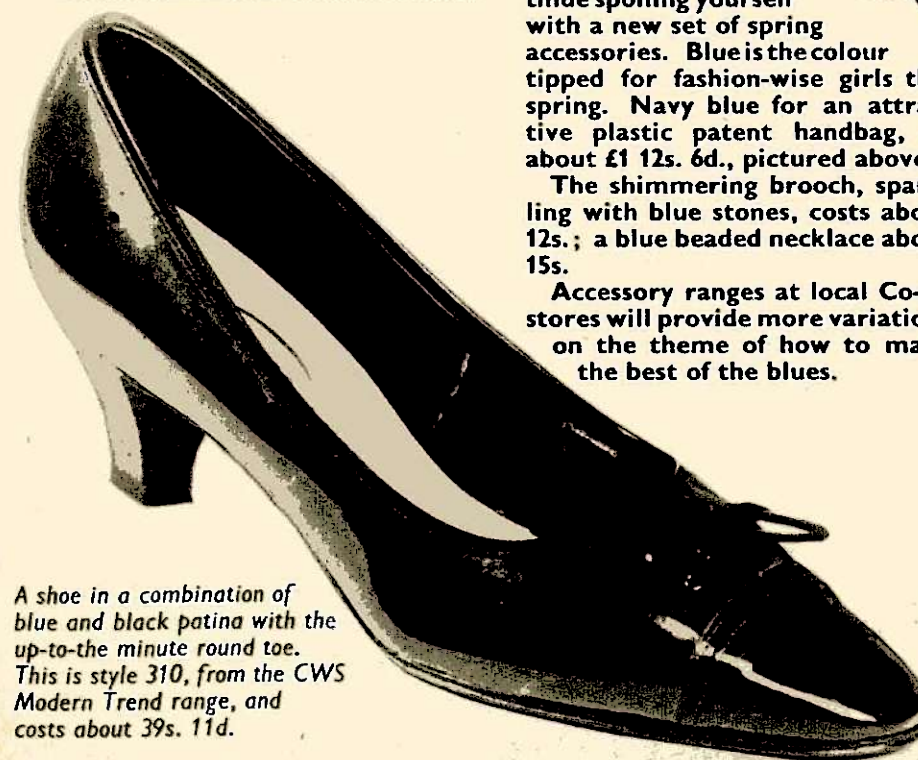 spoiling yourself
with a new set of spring
accessories. Blue is the colour
tipped for fashion-wise girls
spring. Navy blue for an
tive plastic patent handbag,
about £1 12s. 6d., pictured above
The shimmering brooch,
ling with blue stones, costs
12s.; a blue beaded necklace
15s.
Accessory ranges at local Co-
stores will provide more
on the theme of how to
the best of the blues.
A shoe in a combination of
blue and black patina with the
up-to-the minute round toe.
This is style 310, from the CWS
Modern Trend range, and
costs about 39s. 11d.